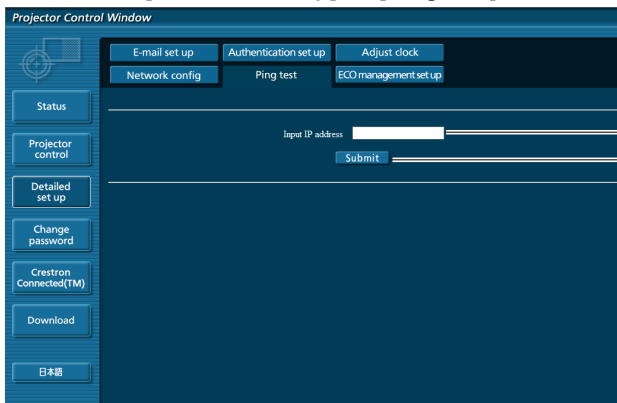 Projector Control Window
E-mail set up
Authentication set up
Adjust clock
Network config
Ping test
ECO management set up
Status
Input IP address
Submit
Projector
control
Detailed
set up
Change
password
Crestron
Connected(TM)
Download
日本語